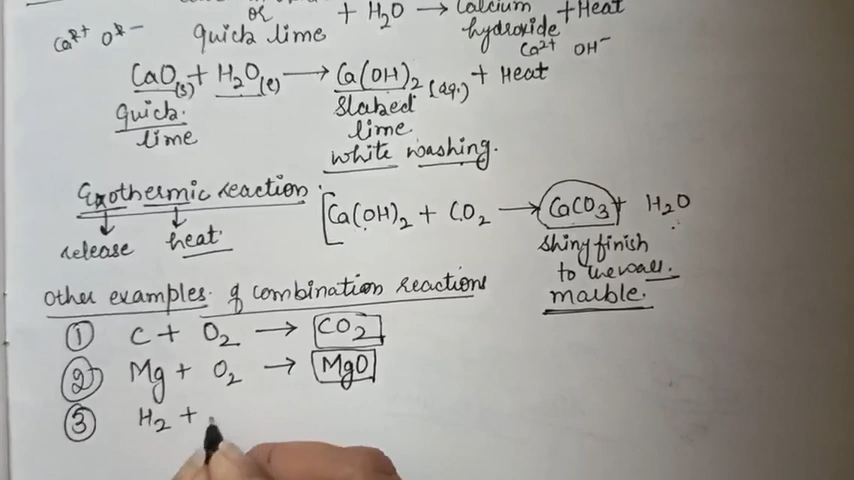 or + H₂O → Calcium + Heat
Quick lime hydroxide
Ca²⁺ O²⁻ Ca²⁺ OH⁻
CaO(s) + H₂O(l) → Ca(OH)₂ (aq.) + Heat
Quick slaked
lime lime
white washing.
Exothermic reaction:
release heat.
[Ca(OH)₂ + CO₂ → CaCO₃ + H₂O
shiny finish
to the walls.
marble.
Other examples of combination reactions
① C + O₂ → CO₂
② Mg + O₂ → MgO
③ H₂ +